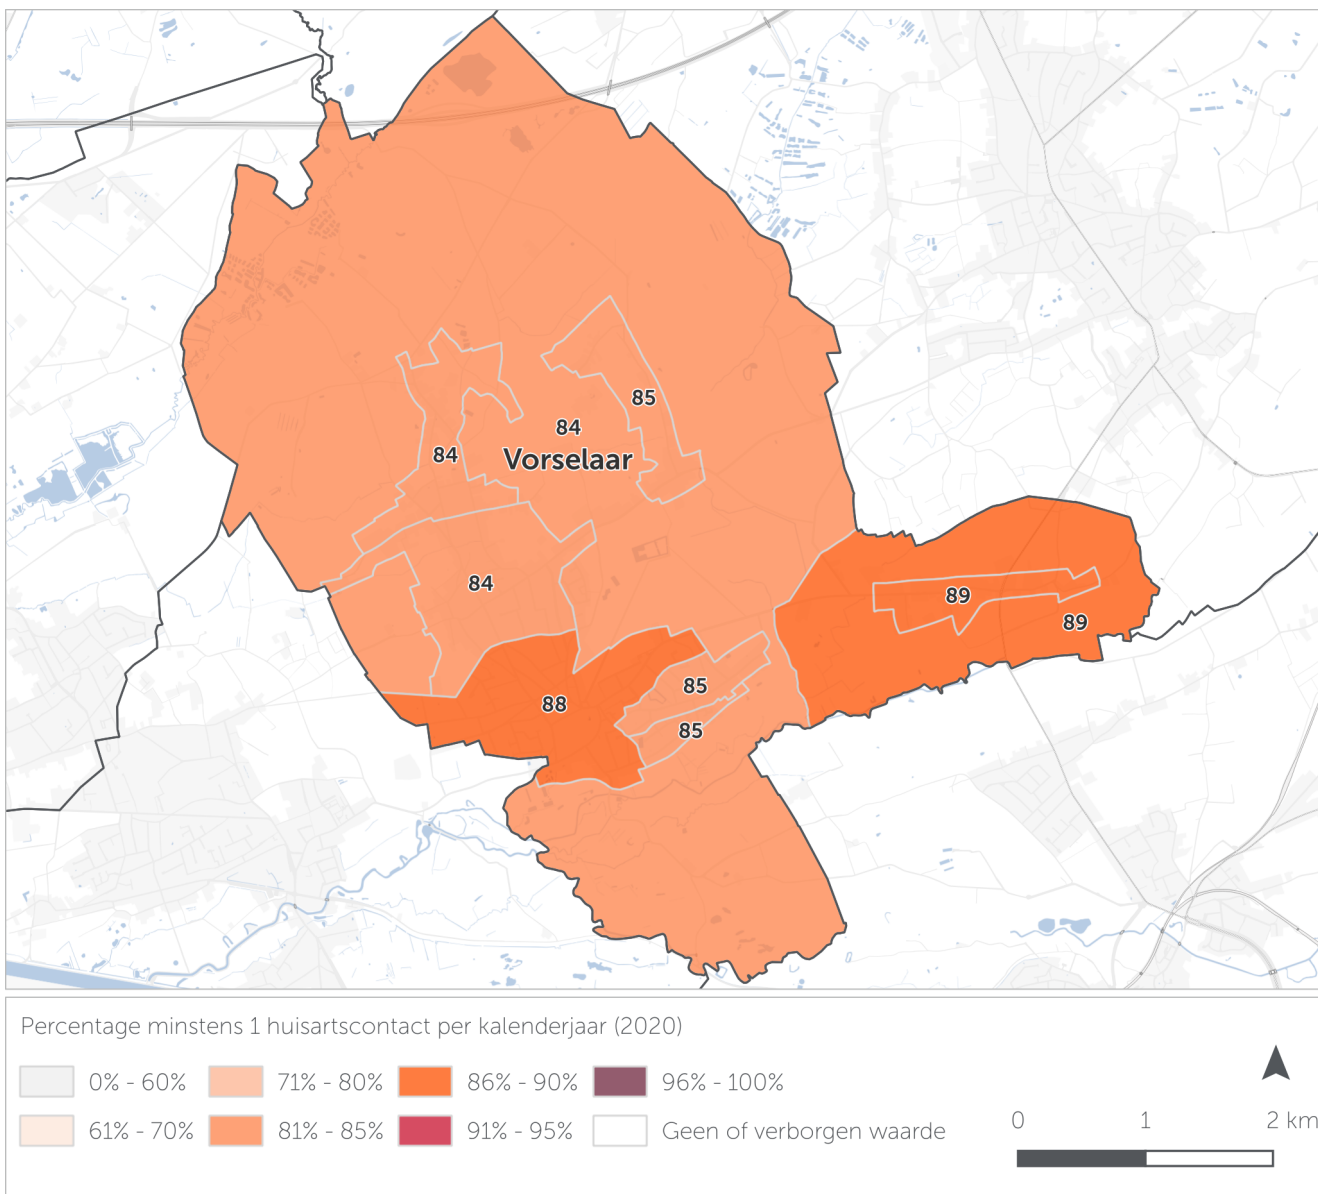 85
84
84
Vorselaar
84
89
89
85
88
85
Percentage minstens 1 huisartscontact per kalenderjaar (2020)
0% - 60%
71% - 80%
86% - 90%
96% - 100%
61% - 70%
81% - 85%
91% - 95%
Geen of verborgen waarde
0 1 2 km